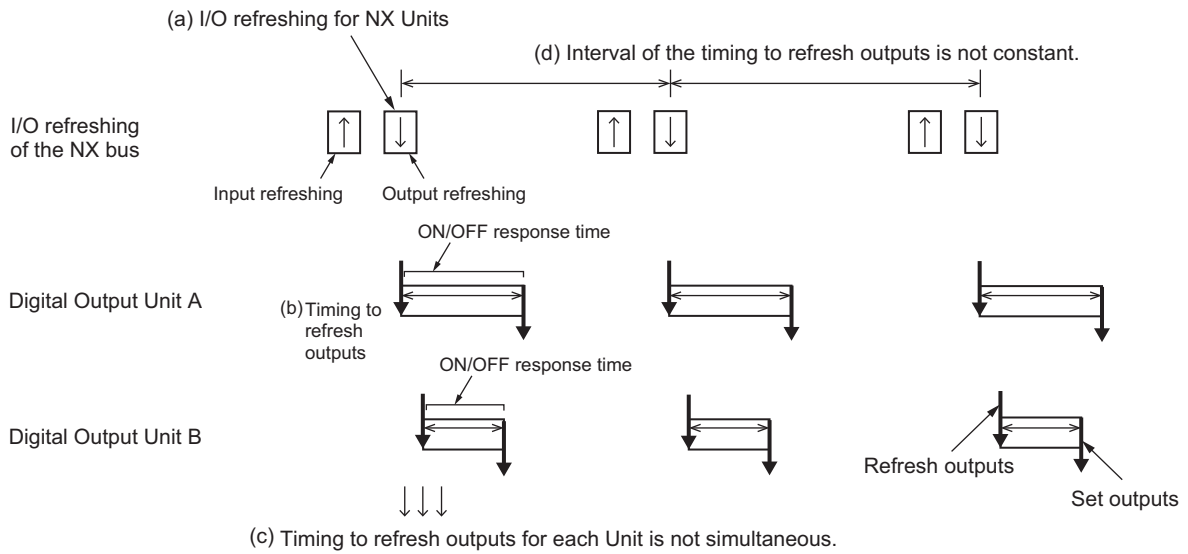 (a) I/O refreshing for NX Units
(d) Interval of the timing to refresh outputs is not constant.
I/O refreshing
of the NX bus
Input refreshing
Output refreshing
ON/OFF response time
Digital Output Unit A
(b) Timing to
refresh
outputs
ON/OFF response time
Digital Output Unit B
Refresh outputs
Set outputs
(c) Timing to refresh outputs for each Unit is not simultaneous.